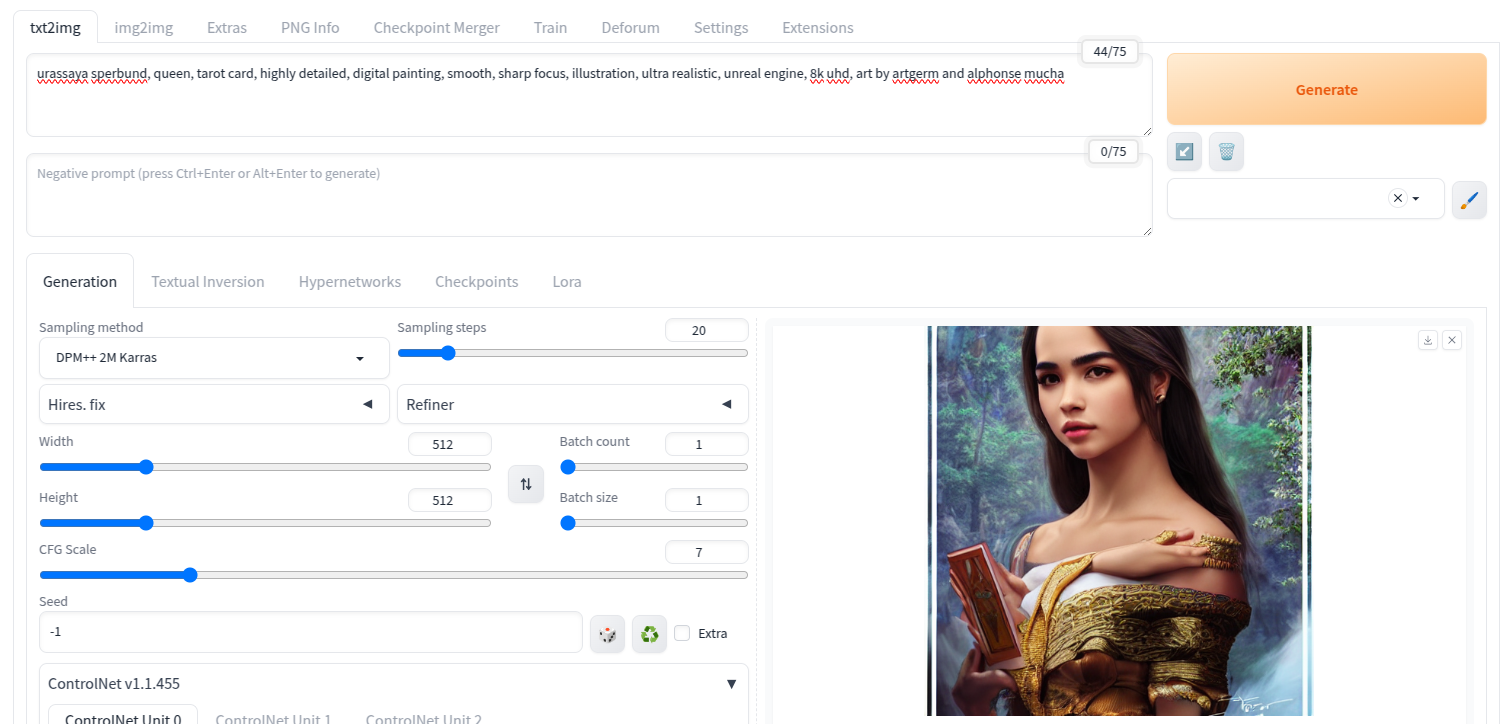 txt2img img2img Extras PNG Info Checkpoint Merger Train Deforum Settings Extensions
44/75
urassaya sperbund, queen, tarot card, highly detailed, digital painting, smooth, sharp focus, illustration, ultra realistic, unreal engine, 8k uhd, art by artgerm and alphonse mucha
Generate
0/75
Negative prompt (press Ctrl+Enter or Alt+Enter to generate)
Generation Textual Inversion Hypernetworks Checkpoints Lora
Sampling method
DPM++ 2M Karras
Sampling steps
20
Hires. fix
Refiner
Width
512
Batch count
1
Height
512
Batch size
1
CFG Scale
7
Seed
-1
Extra
ControlNet v1.1.455
ControlNet Unit 0 ControlNet Unit 1 ControlNet Unit 2